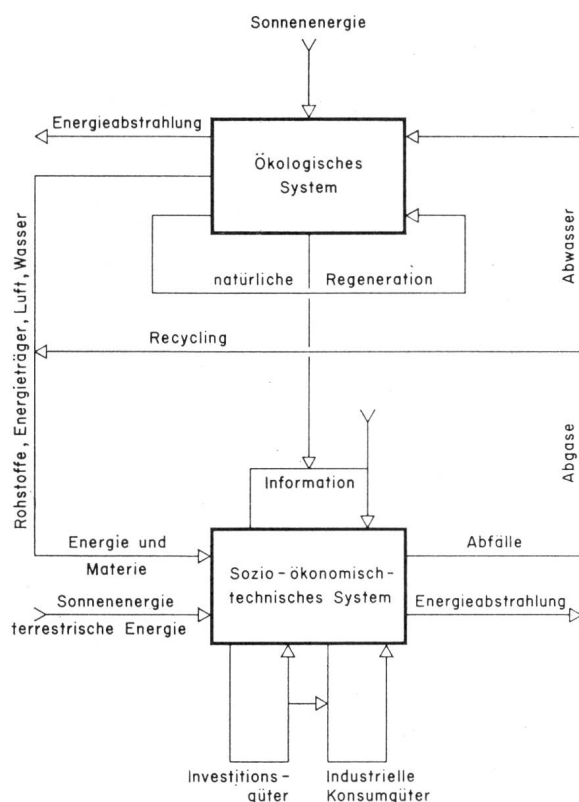 Sonnenenergie
Energieabstrahlung
Ökologisches
System
natürliche Regeneration
Abwasser
Rohstoffe, Energieträger, Luft, Wasser
Recycling
Abgase
Information
Energie und
Materie
Abfälle
Sozio-ökonomisch-
technisches System
Sonnenenergie
terrestrische Energie
Energieabstrahlung
Investitions-
güter
Industrielle
Konsumgüter